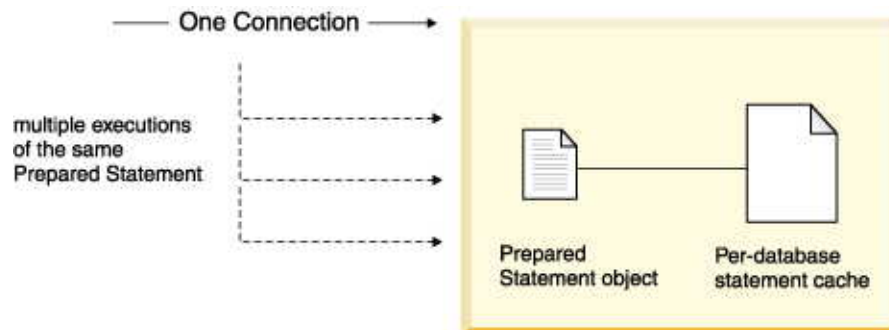 One Connection
multiple executions
of the same
Prepared Statement
Prepared
Statement object
Per-database
statement cache